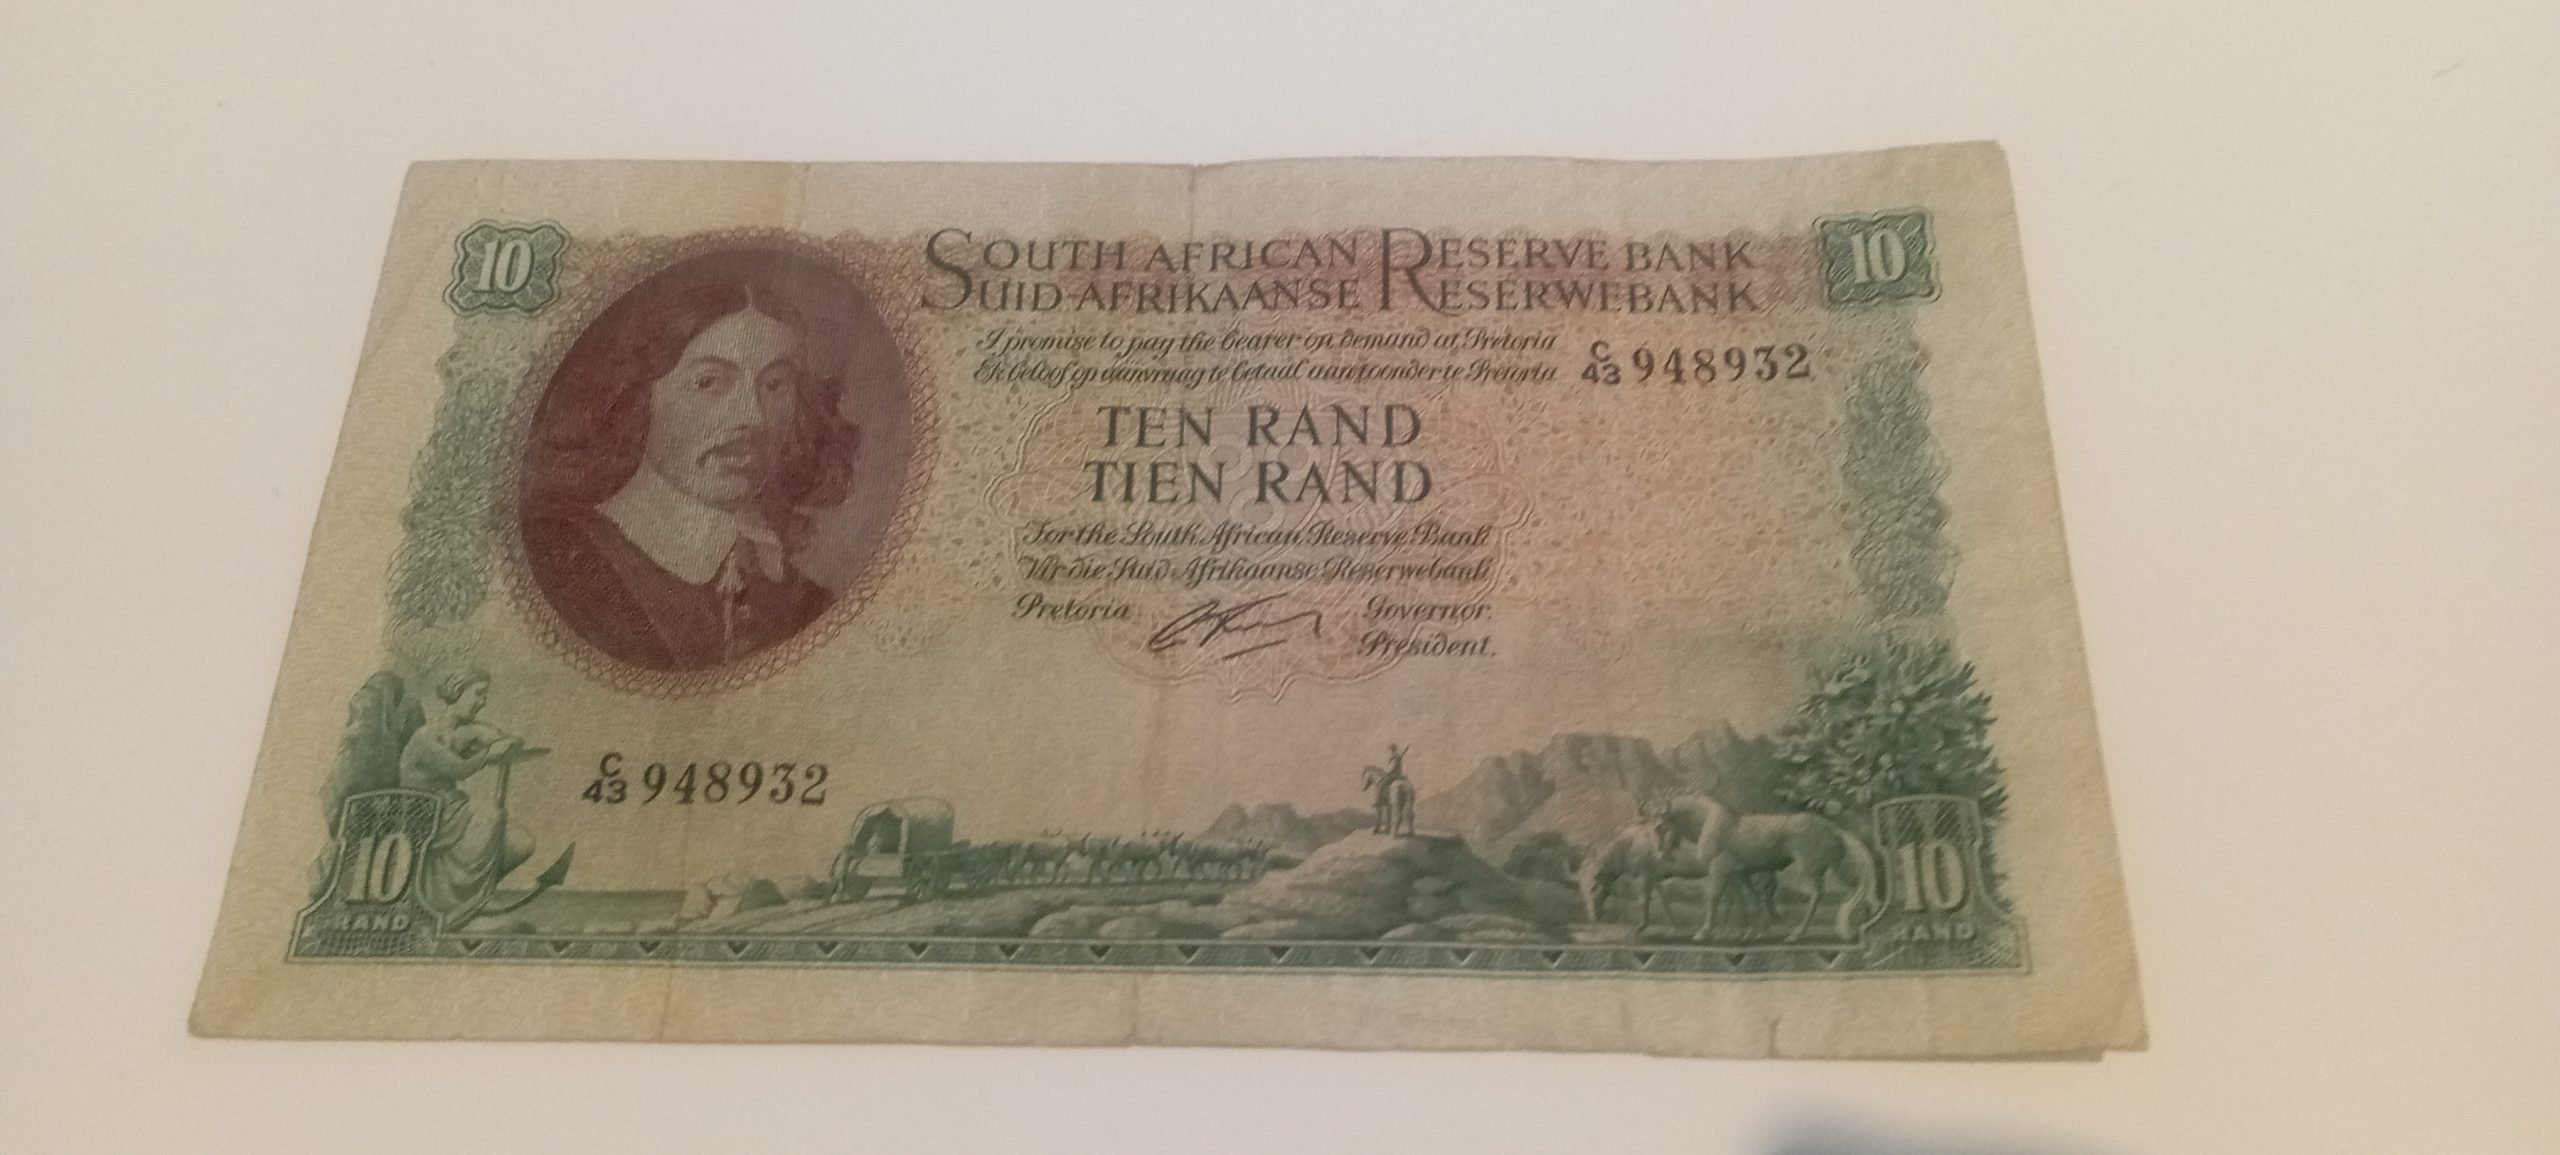 10
SOUTH AFRICAN RESERVE BANK
SUID-AFRIKAANSE RESERWEBANK
10
I promise to pay the bearer on demand at Pretoria
Ek beloof op aanvraag te betaal aan toonder te Pretoria
C/43 948932
TEN RAND
TIEN RAND
For the South African Reserve Bank
Vir die Suid-Afrikaanse Reserwebank
Pretoria
Governor.
President.
C/43 948932
10
RAND
10
RAND